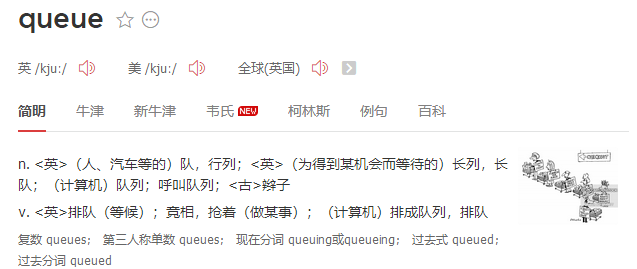 queue
英 /kjuː/ 美 /kjuː/ 全球(英国)
简明 牛津 新牛津 韦氏 NEW 柯林斯 例句 百科
n. <英>（人、汽车等的）队，行列；<英>（为得到某机会而等待的）长列，长
队；（计算机）队列；呼叫队列；<古>辫子
v. <英>排队（等候）；竞相，抢着（做某事）；（计算机）排成队列，排队
复数 queues； 第三人称单数 queues； 现在分词 queuing或queueing； 过去式 queued；
过去分词 queued